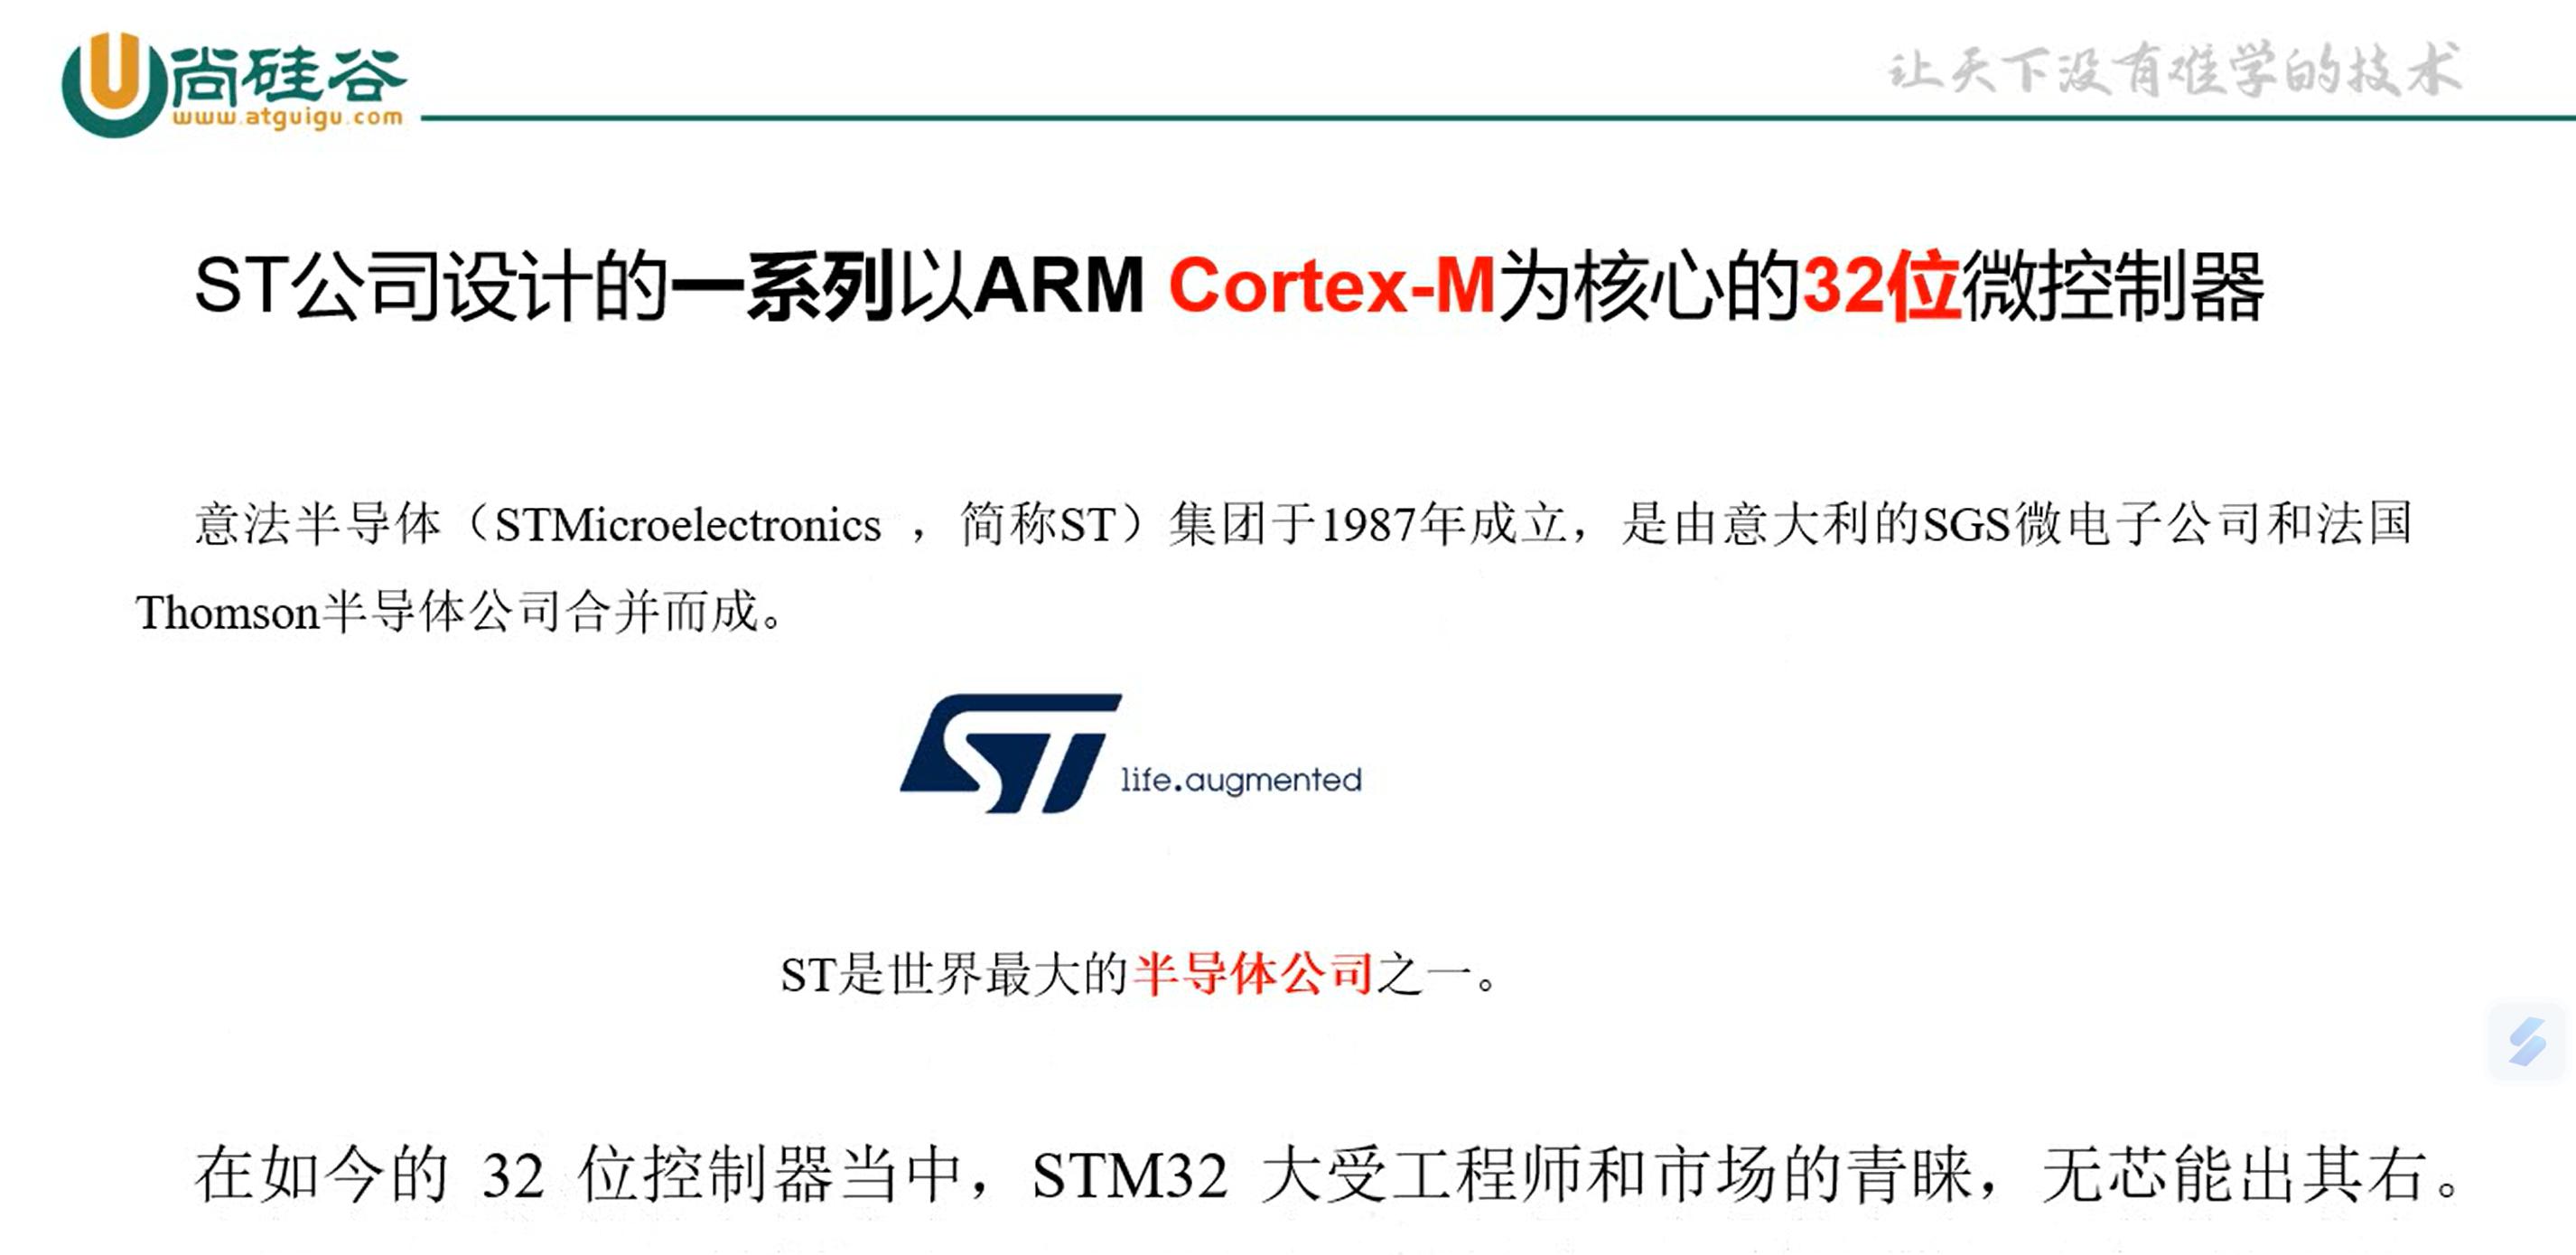 尚硅谷
www.atguigu.com
让天下没有难学的技术
ST公司设计的一系列以ARM Cortex-M为核心的32位微控制器
意法半导体（STMicroelectronics ，简称ST）集团于1987年成立，是由意大利的SGS微电子公司和法国
Thomson半导体公司合并而成。
ST
life.augmented
ST是世界最大的半导体公司之一。
在如今的 32 位控制器当中，STM32 大受工程师和市场的青睐，无芯能出其右。